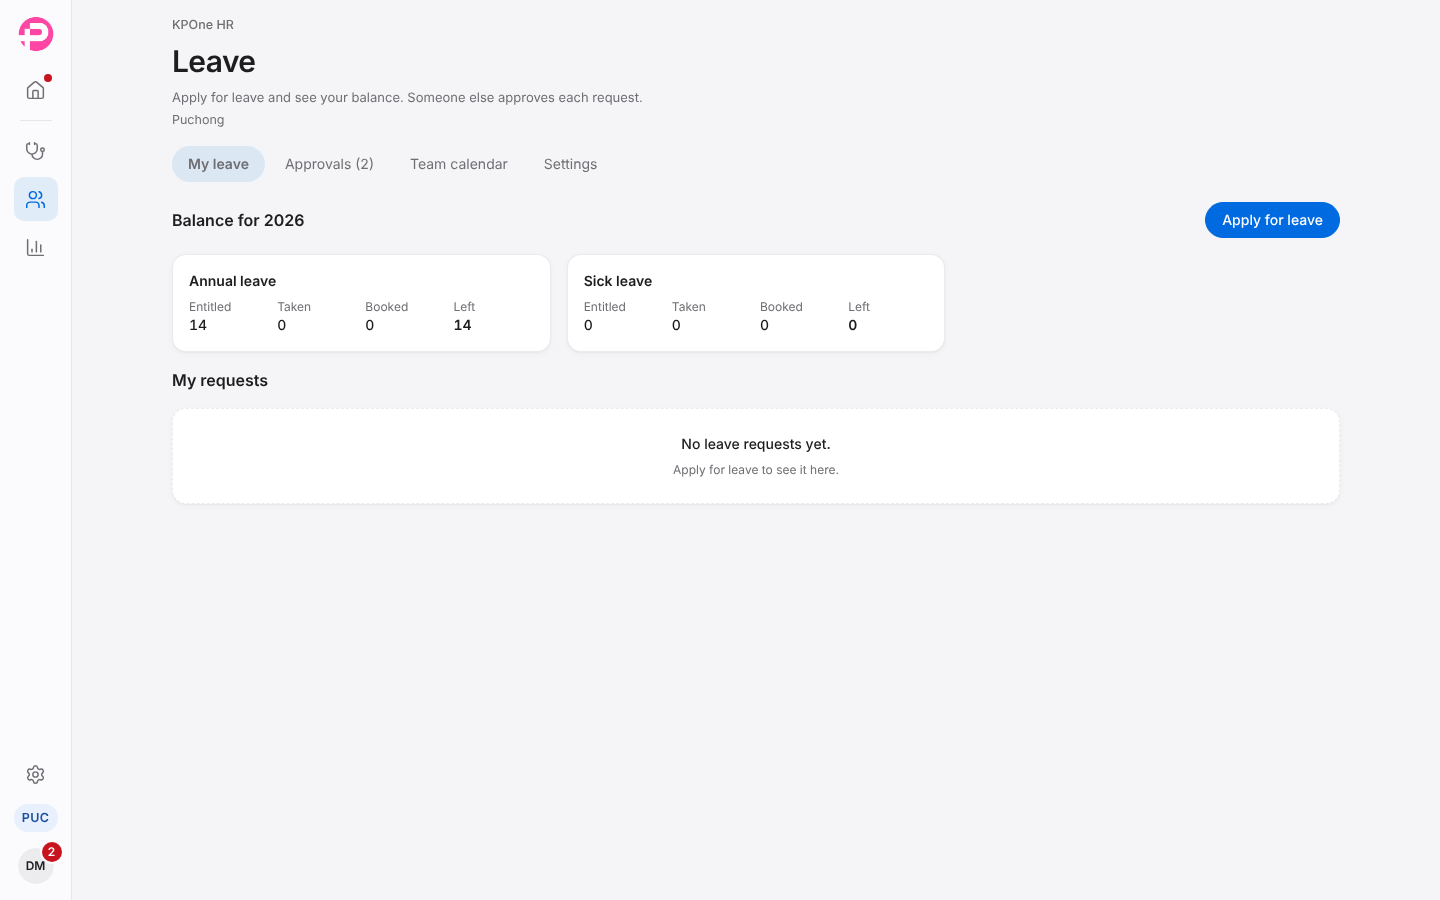 KPOne HR
Leave
Apply for leave and see your balance. Someone else approves each request.
Puchong
My leave
Approvals (2)
Team calendar
Settings
Balance for 2026
Apply for leave
Annual leave
Entitled Taken Booked Left
14 0 0 14
Sick leave
Entitled Taken Booked Left
0 0 0 0
My requests
No leave requests yet.
Apply for leave to see it here.
PUC
2
DM